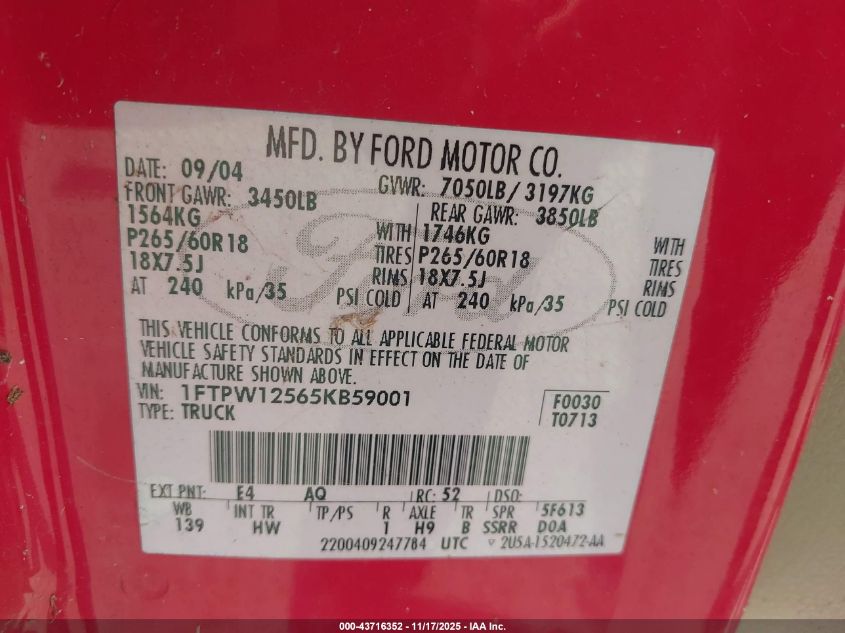 MFD. BY FORD MOTOR CO.
DATE: 09/04 GVWR: 7050LB/ 3197KG
FRONT GAWR: 3450LB REAR GAWR: 3850LB
1564KG WITH 1746KG WITH
P265/60R18 TIRES P265/60R18 TIRES
18X7.5J RIMS 18X7.5J RIMS
AT 240 kPa/35 PSI COLD AT 240 kPa/35 PSI COLD
Ford
THIS VEHICLE CONFORMS TO ALL APPLICABLE FEDERAL MOTOR
VEHICLE SAFETY STANDARDS IN EFFECT ON THE DATE OF
MANUFACTURE SHOWN ABOVE.
VIN: 1FTPW12565KB59001 F0030
TYPE: TRUCK T0713
EXT PNT: E4 AQ RC: 52 DSO:
WB INT TR TP/PS R AXLE TR SPR 5F613
139 HW 1 H9 B SSRR D0A
2200409247784 UTC 2U5A-1520472-AA
000-43716352 - 11/17/2025 - IAA Inc.